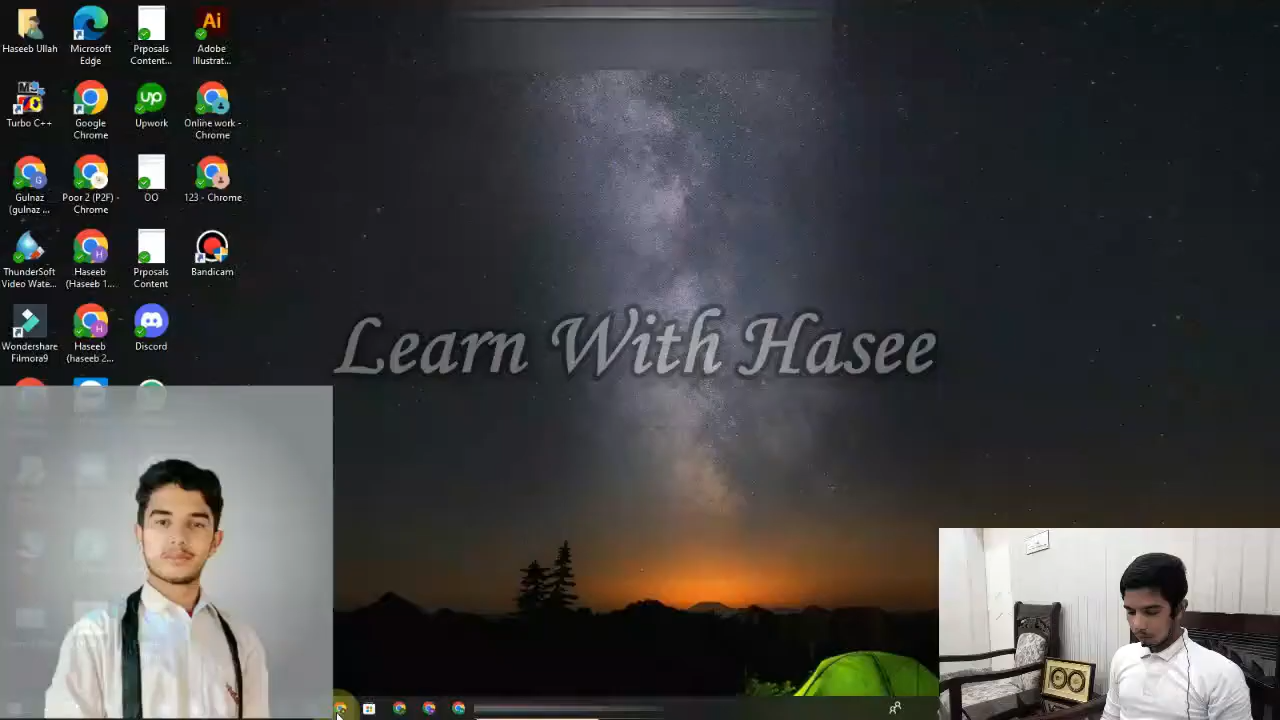 Haseeb Ullah
Microsoft
Edge
Prposals
Content...
Ai
Adobe
Illustrat...
Turbo C++
Google
Chrome
up
Upwork
Online work -
Chrome
G
Gulnaz
(gulnaz ...
Poor 2 (P2F) -
Chrome
OO
123 - Chrome
ThunderSoft
Video Wate...
H
Haseeb
(Haseeb 1...
Prposals
Content
Bandicam
Wondershare
Filmora9
H
Haseeb
(haseeb 2...
Discord
Learn With Hasee